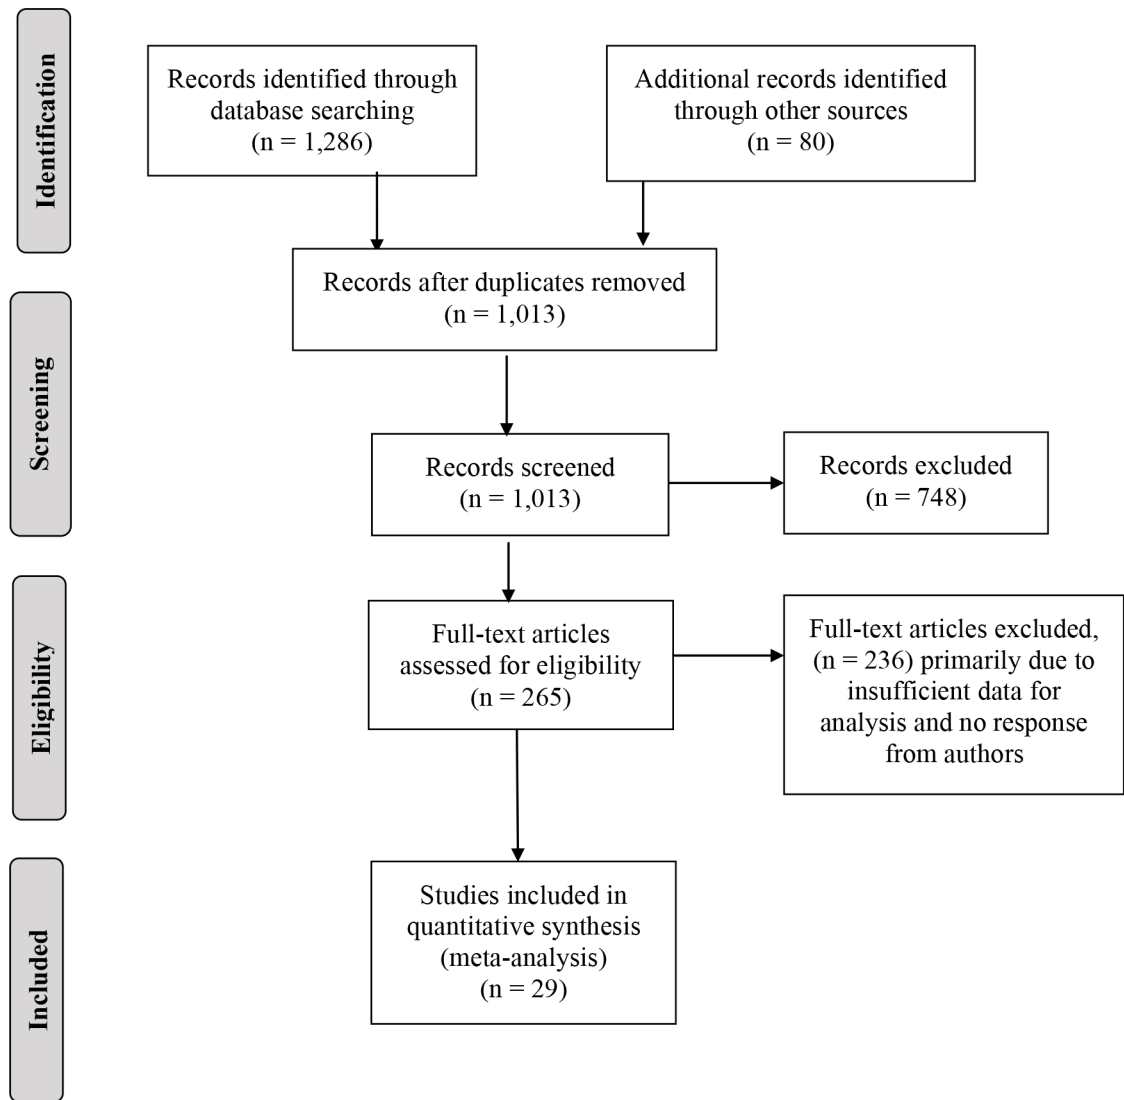 Identification
Records identified through
database searching
(n = 1,286)
Additional records identified
through other sources
(n = 80)
Records after duplicates removed
(n = 1,013)
Screening
Records screened
(n = 1,013)
Records excluded
(n = 748)
Eligibility
Full-text articles
assessed for eligibility
(n = 265)
Full-text articles excluded,
(n = 236) primarily due to
insufficient data for
analysis and no response
from authors
Included
Studies included in
quantitative synthesis
(meta-analysis)
(n = 29)